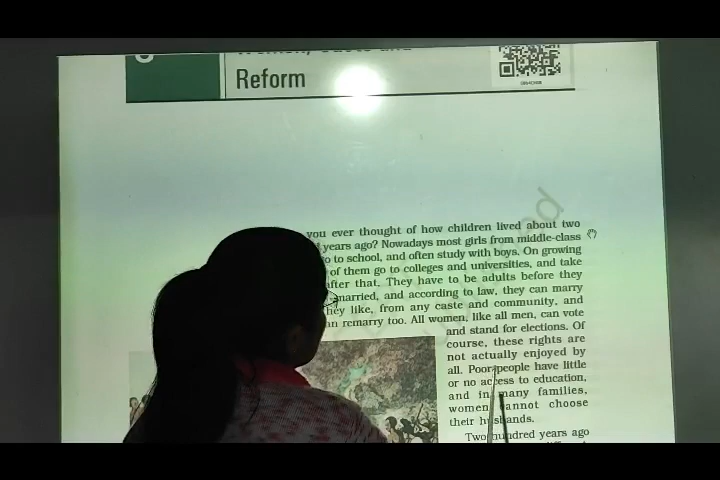 Reform
you ever thought of how children lived about two
years ago? Nowadays most girls from middle-class
to school, and often study with boys. On growing
of them go to colleges and universities, and take
after that. They have to be adults before they
married, and according to law, they can marry
they like, from any caste and community, and
remarry too. All women, like all men, can vote
and stand for elections. Of
course, these rights are
not actually enjoyed by
all. Poor people have little
or no access to education,
and in many families,
women cannot choose
their husbands.
Two hundred years ago